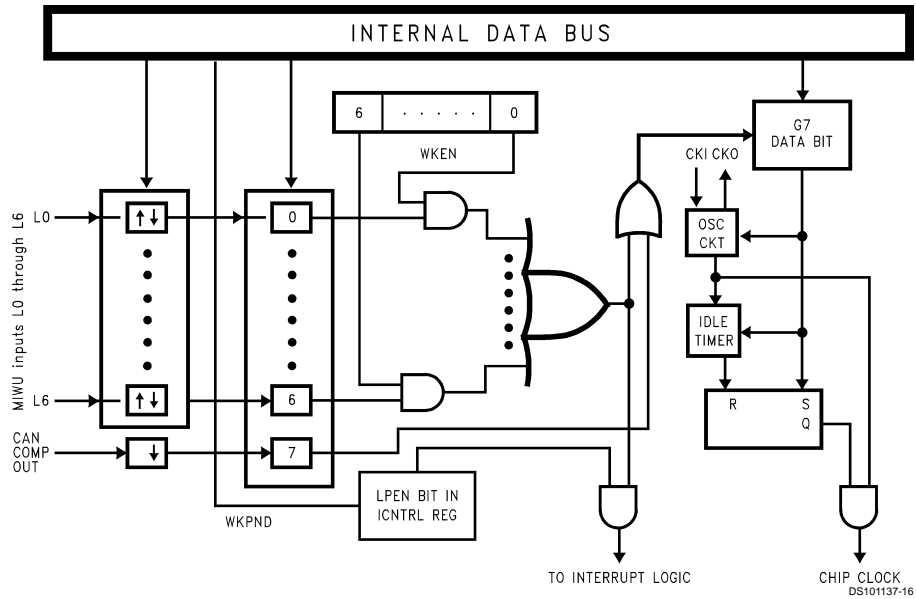 INTERNAL DATA BUS
6 · · · · · 0
WKEN
G7
DATA BIT
CKI CKO
OSC
CKT
IDLE
TIMER
R S
Q
MIWU inputs L0 through L6
L0
0
L6
6
CAN
COMP
OUT
7
WKPND
LPEN BIT IN
ICNTRL REG
TO INTERRUPT LOGIC
CHIP CLOCK
DS101137-16